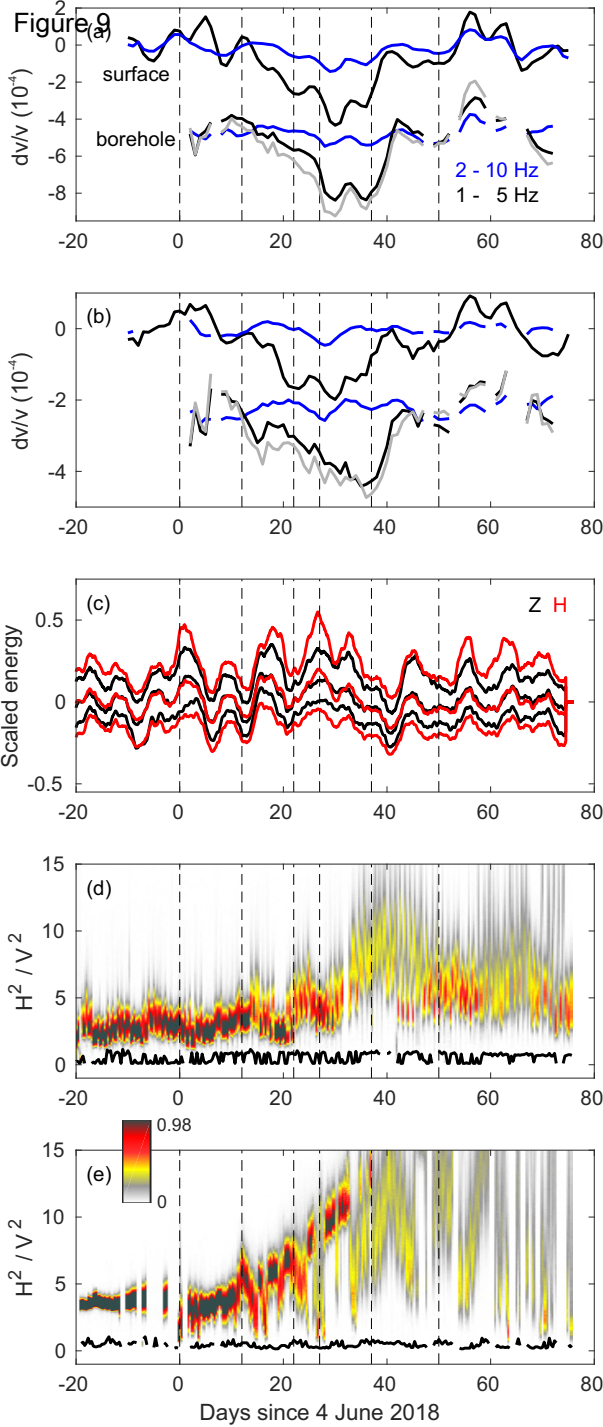 Figure 9
(a)
2
0
-2
-4
-6
-8
dv/v (10-4)
surface
borehole
2 - 10 Hz
1 - 5 Hz
-20 0 20 40 60 80
(b)
0
-2
-4
dv/v (10-4)
-20 0 20 40 60 80
(c)
Z H
0.5
0
-0.5
Scaled energy
-20 0 20 40 60 80
(d)
15
10
5
0
H2 / V2
-20 0 20 40 60 80
0.98
0
(e)
15
10
5
0
H2 / V2
-20 0 20 40 60 80
Days since 4 June 2018